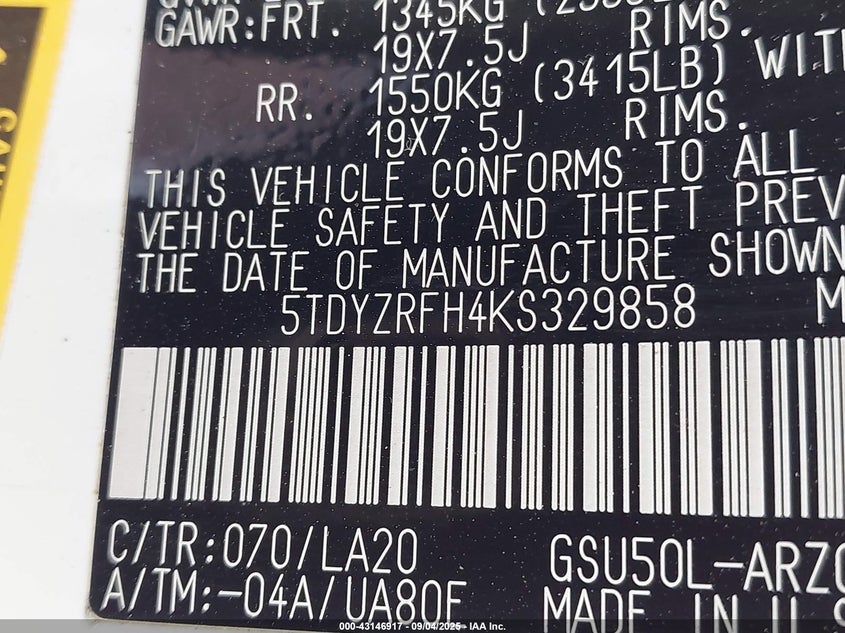 GAWR:FRT. 1345KG
19X7.5J RIMS.
RR. 1550KG (3415LB) WITH
19X7.5J RIMS.
THIS VEHICLE CONFORMS TO ALL
VEHICLE SAFETY AND THEFT PREV
THE DATE OF MANUFACTURE SHOWN
5TDYZRFH4KS329858 M
C/TR:070/LA20 GSU50L-ARZ
A/TM:-04A/UA80F MADE IN U.S
000-43146917 - 09/04/2025 - IAA Inc.